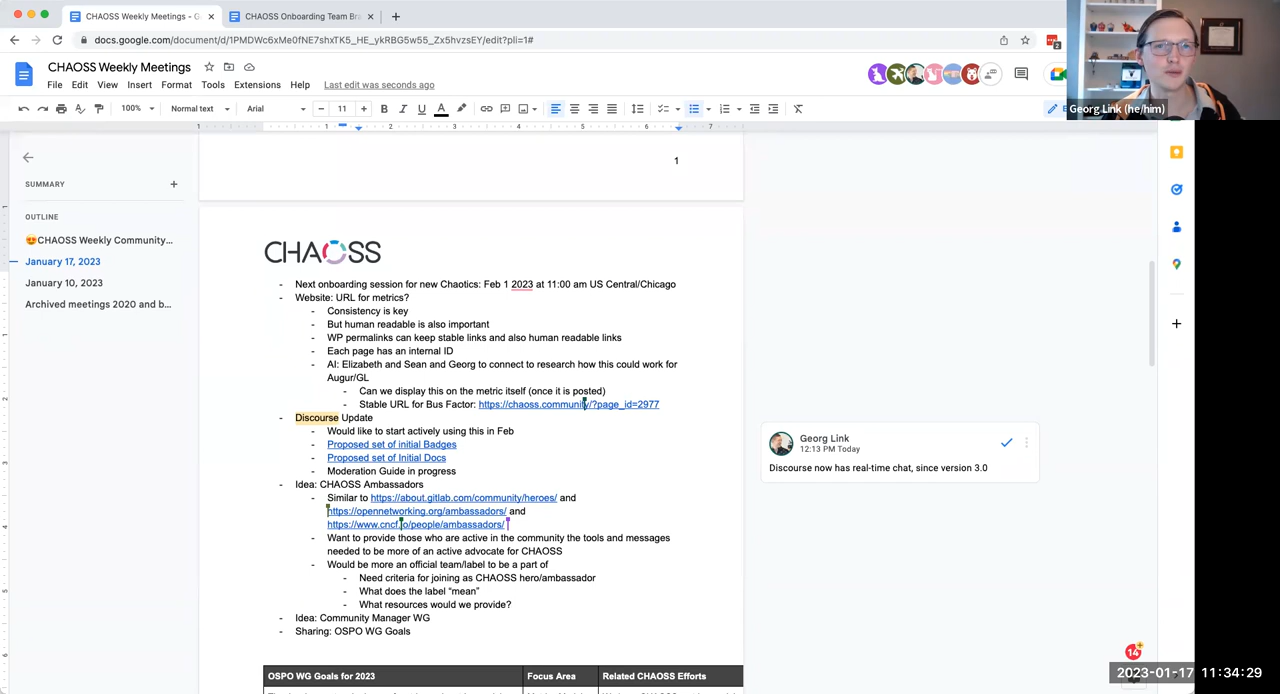 CHAOSS Weekly Meetings - G
CHAOSS Onboarding Team Bra
docs.google.com/document/d/1PMDWc6xMe0fNE7shxTK5_HE_ykRBG5w55_Zx5hvzsEY/edit?pli=1#
2
CHAOSS Weekly Meetings
File Edit View Insert Format Tools Extensions Help Last edit was seconds ago
100% Normal text Arial 11
Georg Link (he/him)
1 1 2 3 4 5 6 7
1
SUMMARY
OUTLINE
😍CHAOSS Weekly Community...
January 17, 2023
January 10, 2023
Archived meetings 2020 and b...
CHAOSS
- Next onboarding session for new Chaotics: Feb 1 2023 at 11:00 am US Central/Chicago
- Website: URL for metrics?
- Consistency is key
- But human readable is also important
- WP permalinks can keep stable links and also human readable links
- Each page has an internal ID
- AI: Elizabeth and Sean and Georg to connect to research how this could work for
Augur/GL
- Can we display this on the metric itself (once it is posted)
- Stable URL for Bus Factor: https://chaoss.community/?page_id=2977
- Discourse Update
- Would like to start actively using this in Feb
- Proposed set of initial Badges
- Proposed set of Initial Docs
- Moderation Guide in progress
- Idea: CHAOSS Ambassadors
- Similar to https://about.gitlab.com/community/heroes/ and
https://opennetworking.org/ambassadors/ and
https://www.cncf.io/people/ambassadors/
- Want to provide those who are active in the community the tools and messages
needed to be more of an active advocate for CHAOSS
- Would be more an official team/label to be a part of
- Need criteria for joining as CHAOSS hero/ambassador
- What does the label “mean”
- What resources would we provide?
- Idea: Community Manager WG
- Sharing: OSPO WG Goals
OSPO WG Goals for 2023 Focus Area Related CHAOSS Efforts
Georg Link
12:13 PM Today
Discourse now has real-time chat, since version 3.0
14
2023-01-17 11:34:29